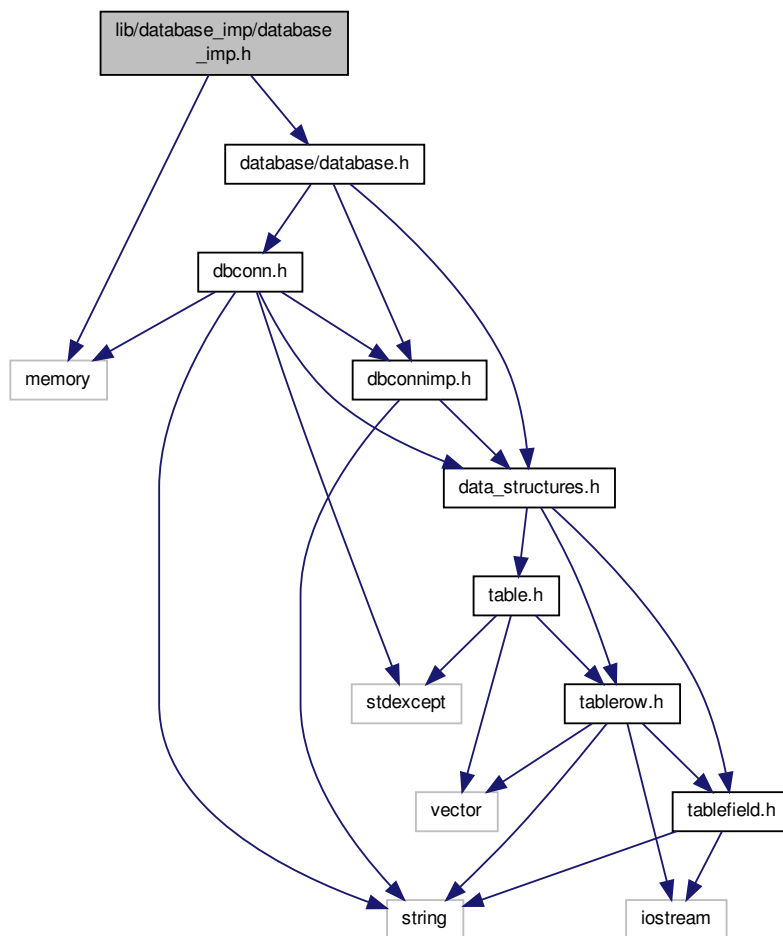 lib/database_imp/database
_imp.h
database/database.h
dbconn.h
memory
dbconnimp.h
data_structures.h
table.h
stdexcept
tablerow.h
vector
tablefield.h
string
iostream